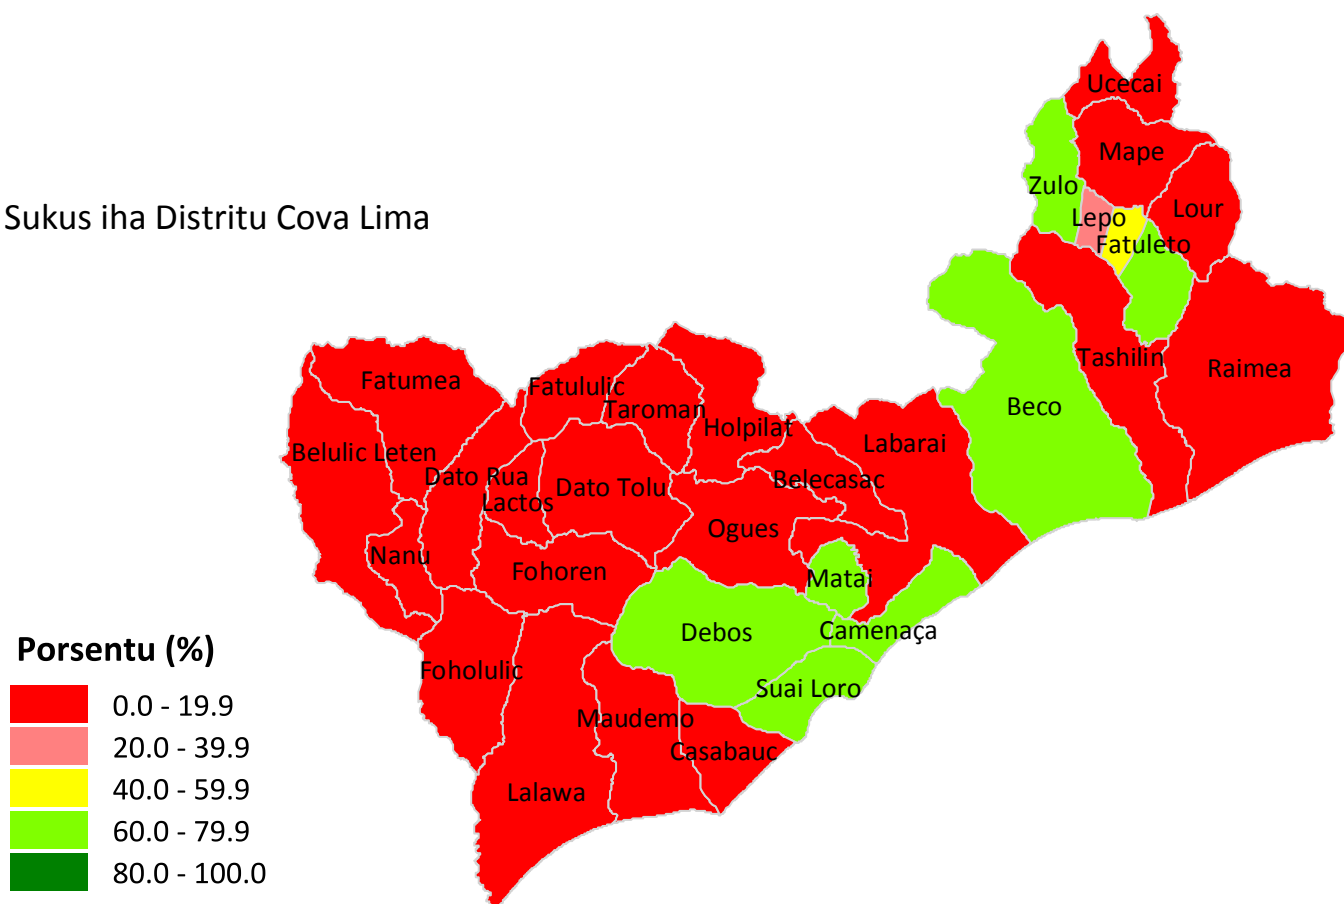 Ucecai
Mape
Zulo
Lour
Lepo
Sukus iha Distritu Cova Lima
Fatuleto
Tashilin
Raimea
Fatumea
Fatululic
Taroman
Beco
Holpilat
Labarai
Belulic Leten
Dato Rua
Belecasac
Lactos
Dato Tolu
Ogues
Nanu
Fohoren
Matai
Debos
Camenaça
Porsentu (%)
Foholulic
Suai Loro
Maudemo
Casabauc
Lalawa
0.0 - 19.9
20.0 - 39.9
40.0 - 59.9
60.0 - 79.9
80.0 - 100.0